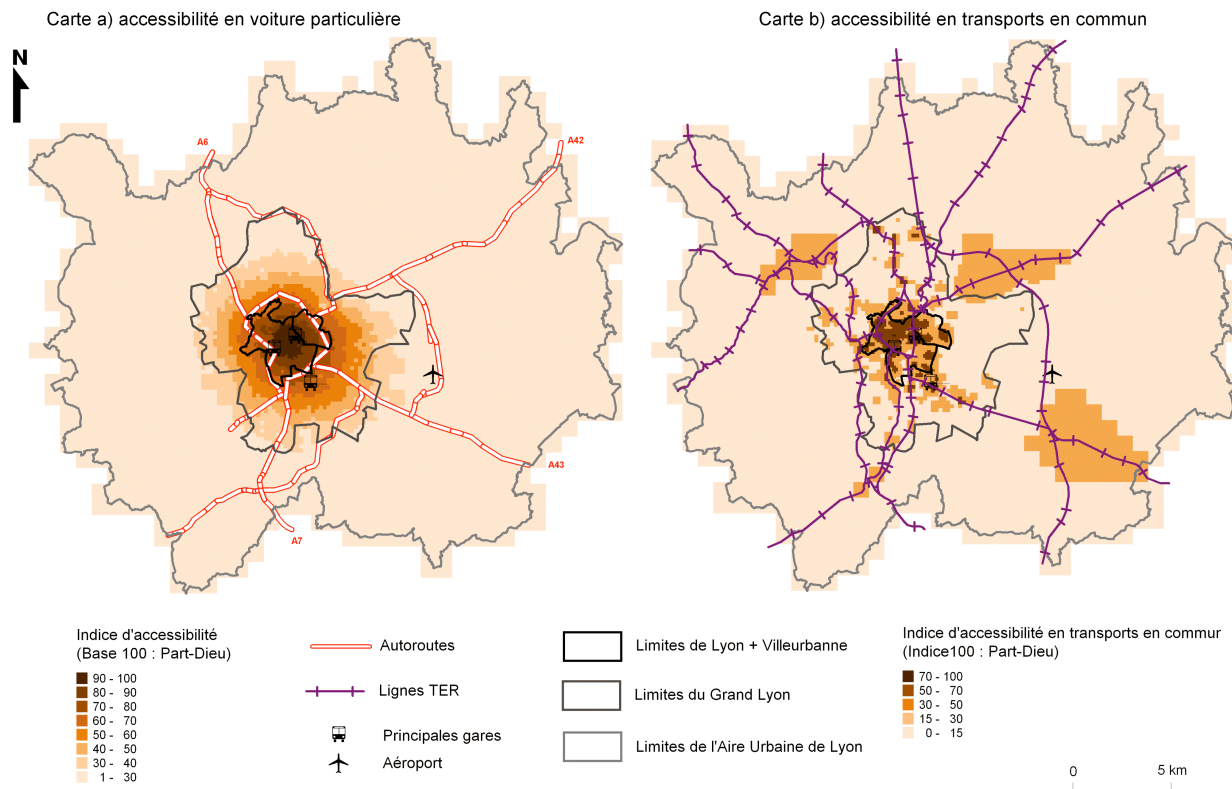 Carte a) accessibilité en voiture particulière
Carte b) accessibilité en transports en commun
N
A6
A42
A43
A7
Indice d'accessibilité
(Base 100 : Part-Dieu)
90 - 100
80 - 90
70 - 80
60 - 70
50 - 60
40 - 50
30 - 40
1 - 30
Autoroutes
Lignes TER
Principales gares
Aéroport
Limites de Lyon + Villeurbanne
Limites du Grand Lyon
Limites de l'Aire Urbaine de Lyon
Indice d'accessibilité en transports en commur
(Indice100 : Part-Dieu)
70 - 100
50 - 70
30 - 50
15 - 30
0 - 15
0 5 km